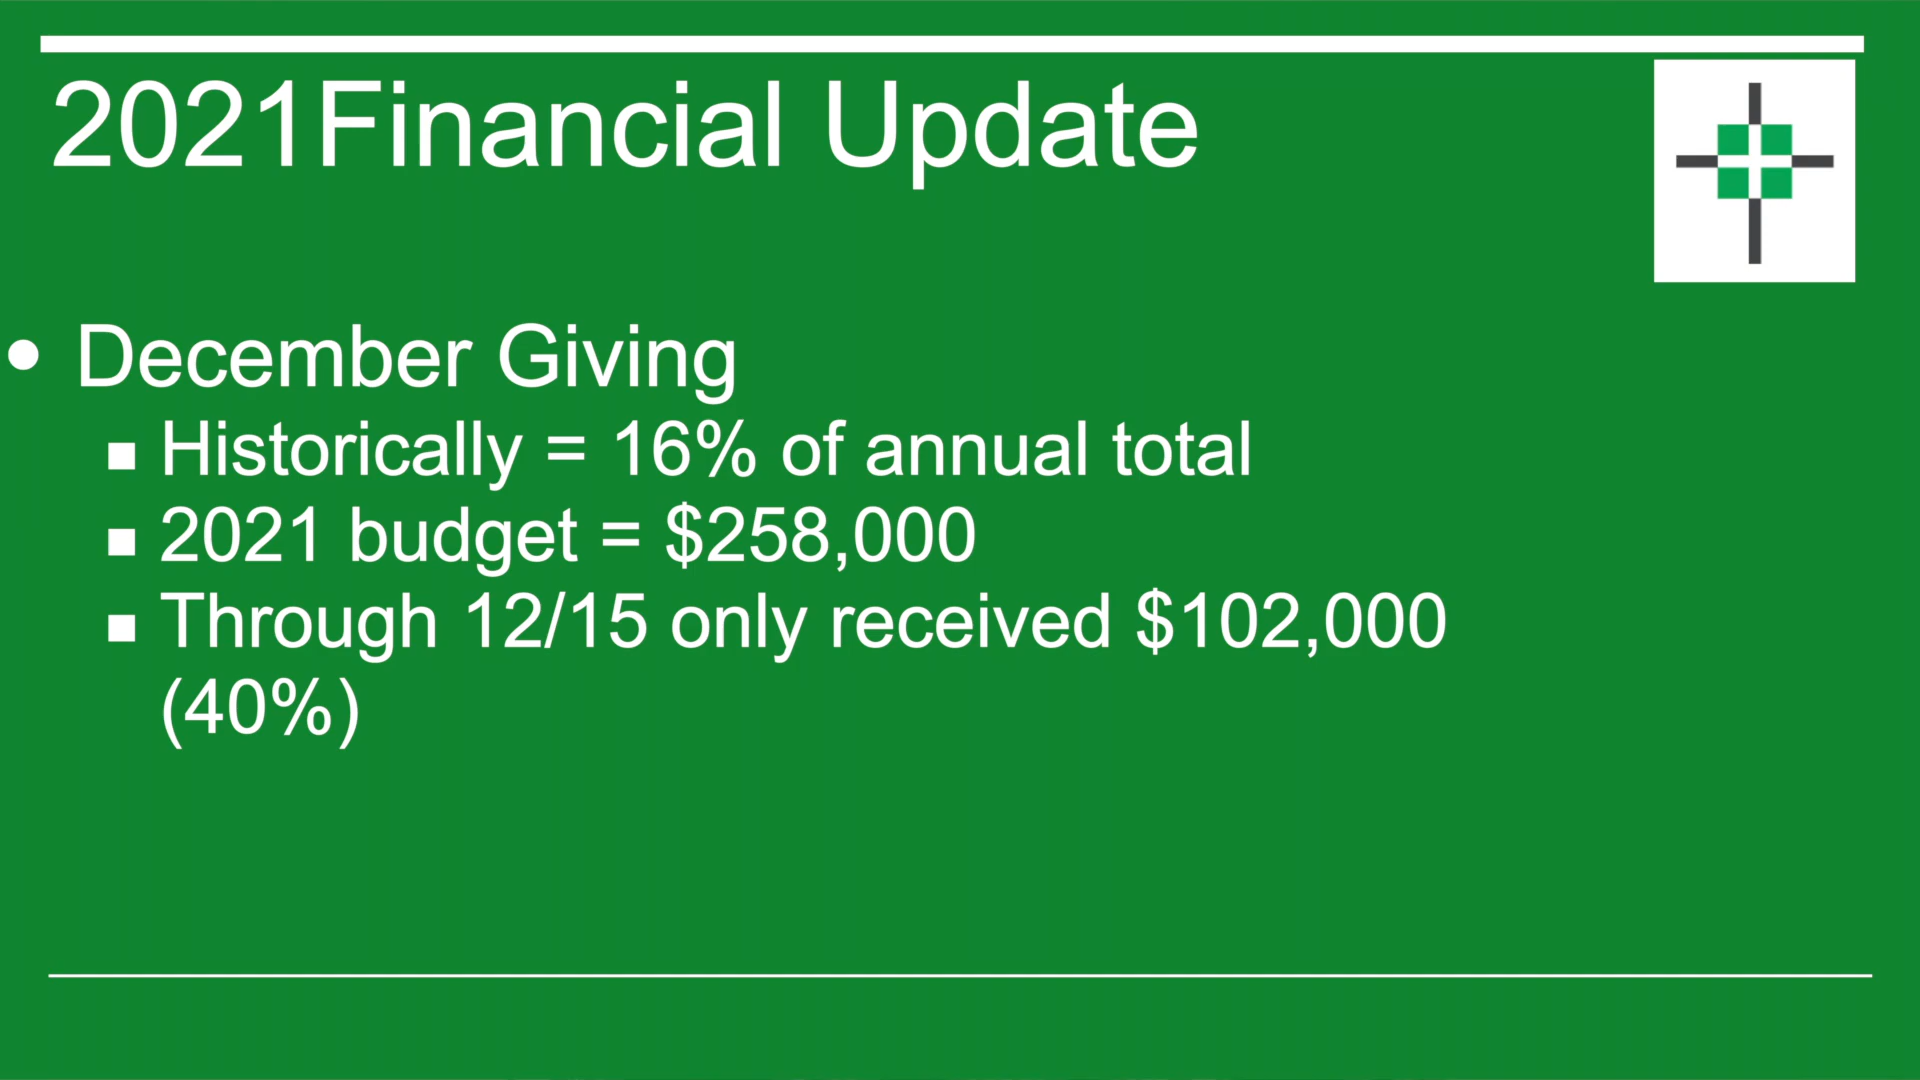 2021Financial Update
• December Giving
▪ Historically = 16% of annual total
▪ 2021 budget = $258,000
▪ Through 12/15 only received $102,000
(40%)